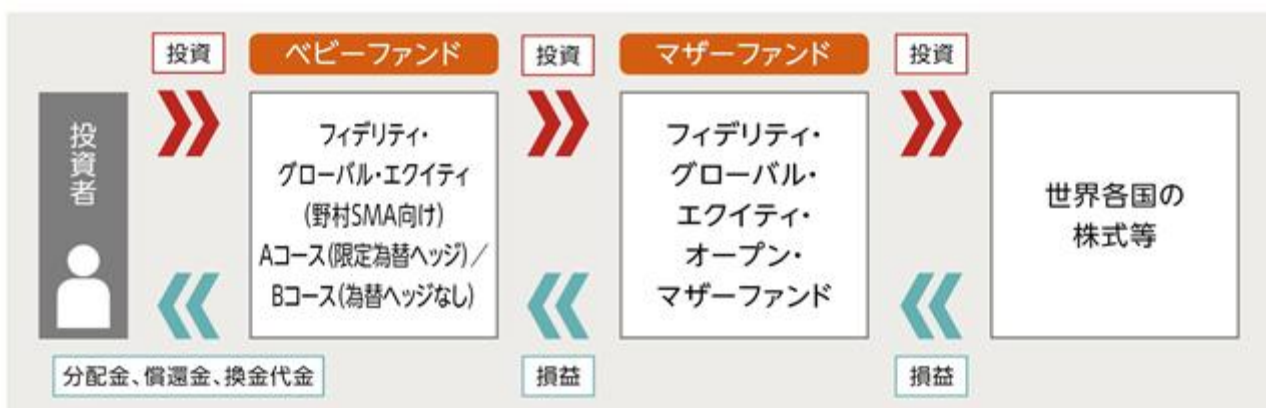 投資
ベビーファンド
投資
マザーファンド
投資
投資者
フィデリティ・
グローバル・エクイティ
(野村SMA向け)
Aコース(限定為替ヘッジ)／
Bコース(為替ヘッジなし)
フィデリティ・
グローバル・
エクイティ・
オープン・
マザーファンド
世界各国の
株式等
分配金、償還金、換金代金
損益
損益